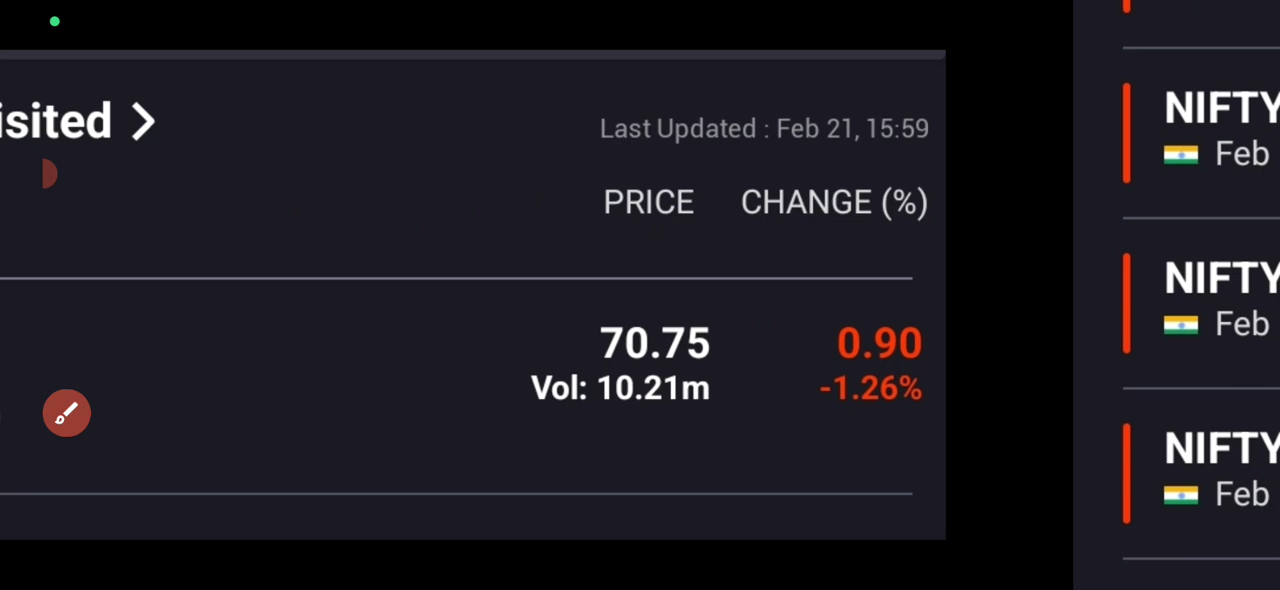 isited
Last Updated : Feb 21, 15:59
PRICE CHANGE (%)
70.75 0.90
Vol: 10.21m -1.26%
NIFTY
Feb
NIFTY
Feb
NIFTY
Feb